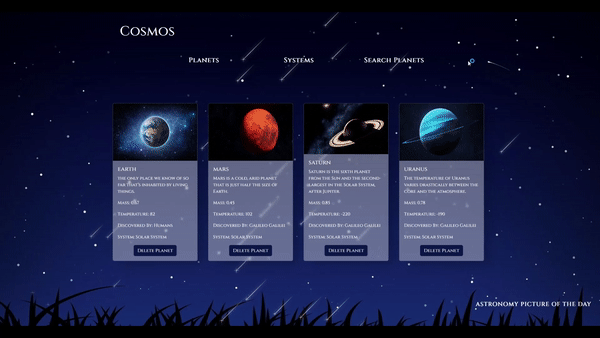 Cosmos
Planets
Systems
Search Planets
Earth
The only place we know of so
far that's inhabited by living
things.
Mass: 0.87
Temperature: 82
Discovered By: Humans
System: Solar System
Delete Planet
Mars
Mars is a cold, arid planet
that is just half the size of
Earth.
Mass: 0.45
Temperature: -102
Discovered By: Galileo Galilei
System: Solar System
Delete Planet
Saturn
Saturn is the sixth planet
from the Sun and the second-
largest in the Solar System,
after Jupiter.
Mass: 0.85
Temperature: -220
Discovered By: Galileo Galilei
System: Solar System
Delete Planet
Uranus
The temperature of Uranus
varies drastically between the
core and the atmosphere.
Mass: 0.78
Temperature: -190
Discovered By: Galileo Galilei
System: Solar System
Delete Planet
Astronomy Picture of the Day